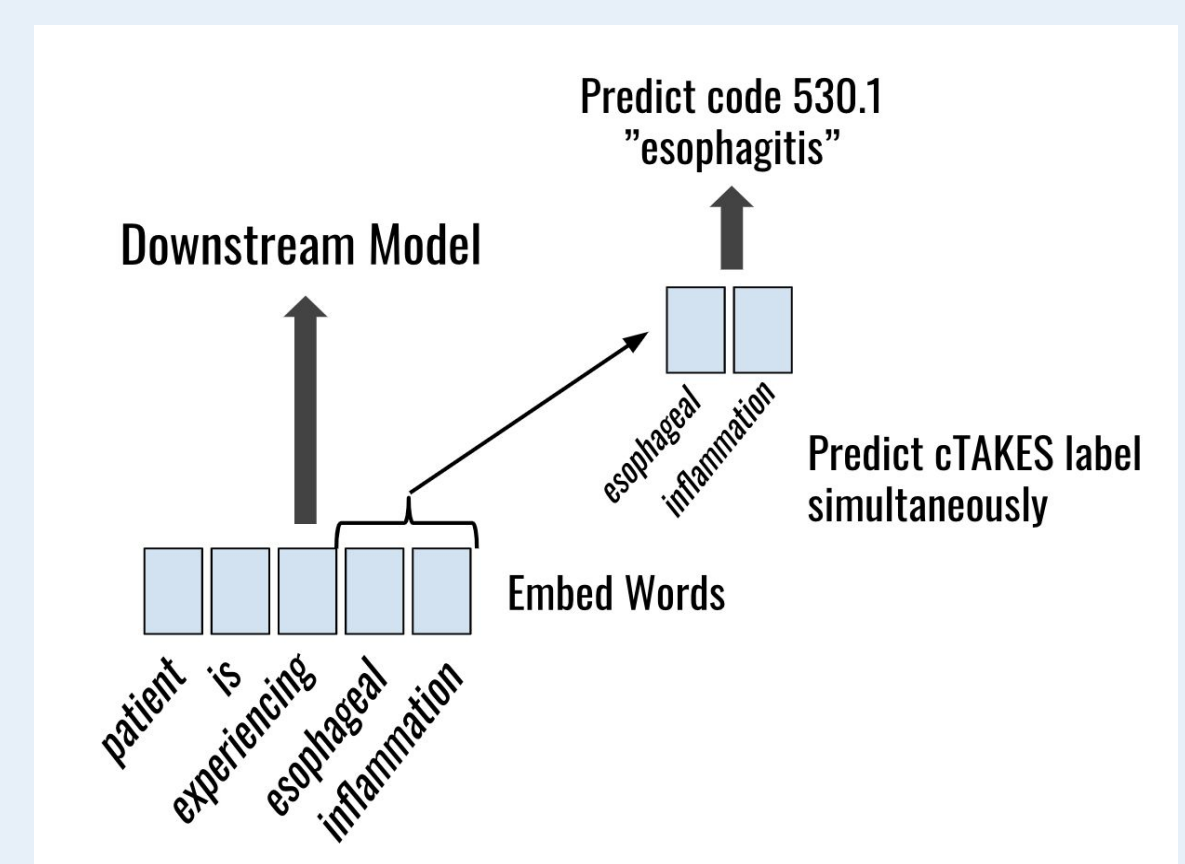 Predict code 530.1
”esophagitis”
Downstream Model
esophageal
inflammation
Predict cTAKES label
simultaneously
Embed Words
patient
is
experiencing
esophageal
inflammation